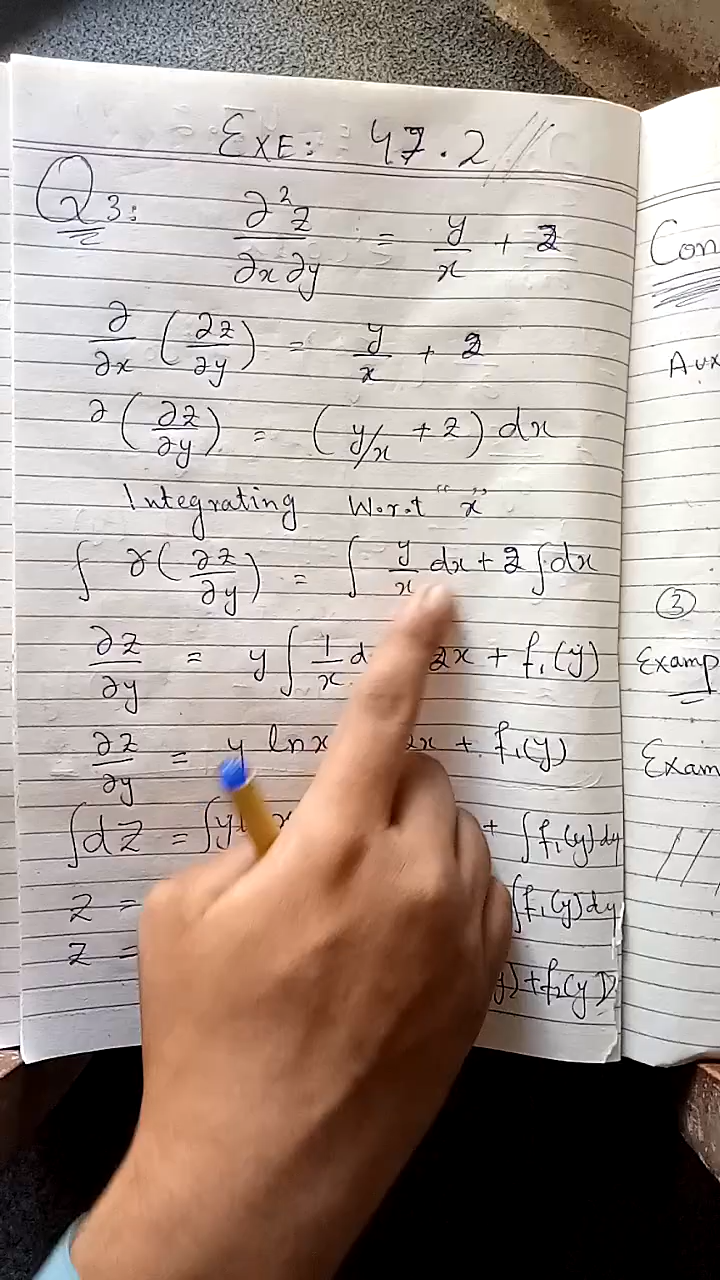 EXE: 47.2
Q3: ∂²z/∂x∂y = y/x + 2
∂/∂x (∂z/∂y) = y/x + 2
∂(∂z/∂y) = (y/x + 2) dx
Integrating W.r.t "x"
∫ ∂(∂z/∂y) = ∫ y/x dx + 2 ∫dx
∂z/∂y = y ∫ 1/x d 2x + f₁(y)
∂z/∂y = y lnx 2x + f₁(y)
∫dz = ∫y + ∫f₁(y)dy
z = ∫f₁(y)dy
z = y) + f₂(y)
Con
Aux
③
Examp
Exam